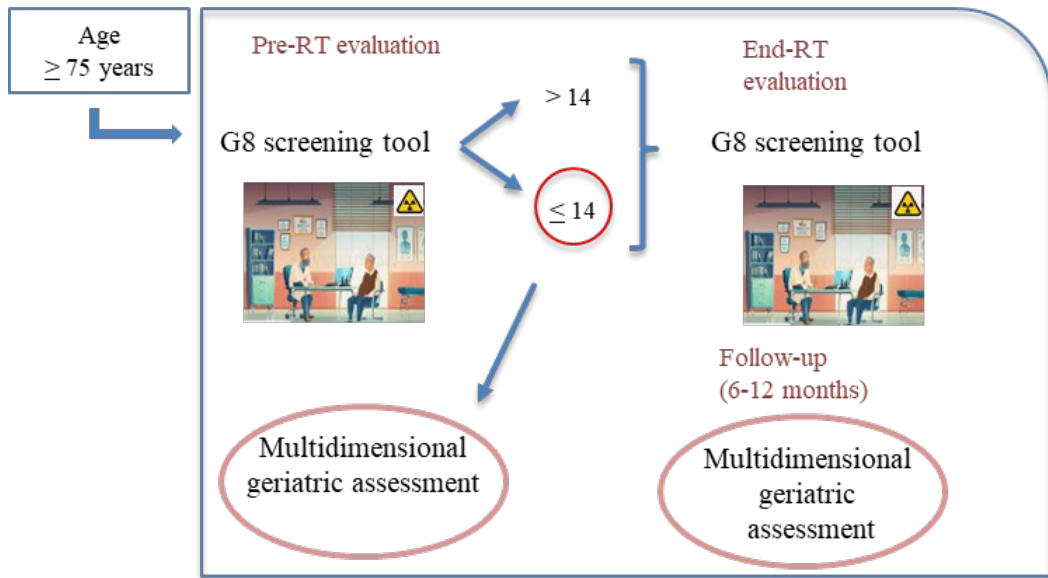 Age
≥ 75 years
Pre-RT evaluation
G8 screening tool
> 14
≤ 14
Multidimensional
geriatric assessment
End-RT
evaluation
G8 screening tool
Follow-up
(6-12 months)
Multidimensional
geriatric
assessment